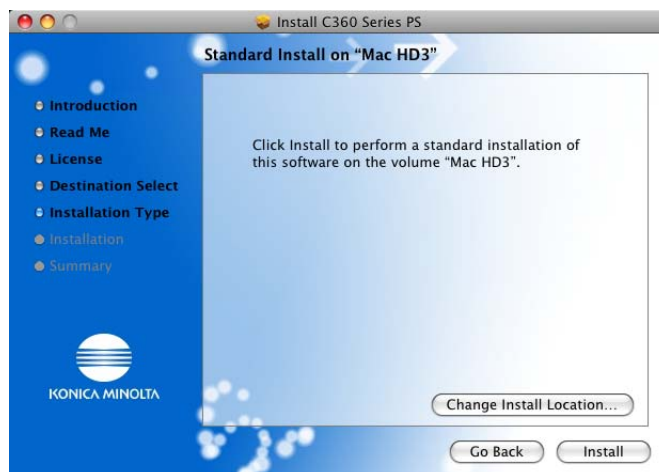 Install C360 Series PS
Standard Install on “Mac HD3”
Introduction
Read Me
License
Destination Select
Installation Type
Installation
Summary
Click Install to perform a standard installation of
this software on the volume “Mac HD3”.
KONICA MINOLTA
Change Install Location...
Go Back
Install